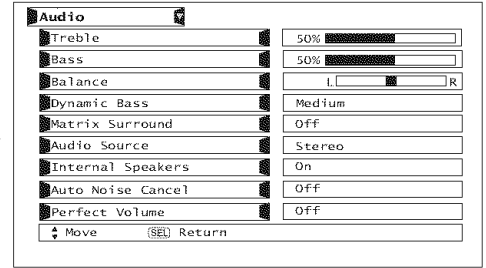 Audio
Treble 50%
Bass 50%
Balance L R
Dynamic Bass Medium
Matrix Surround Off
Audio Source Stereo
Internal Speakers On
Auto Noise Cancel Off
Perfect Volume Off
Move SEL Return